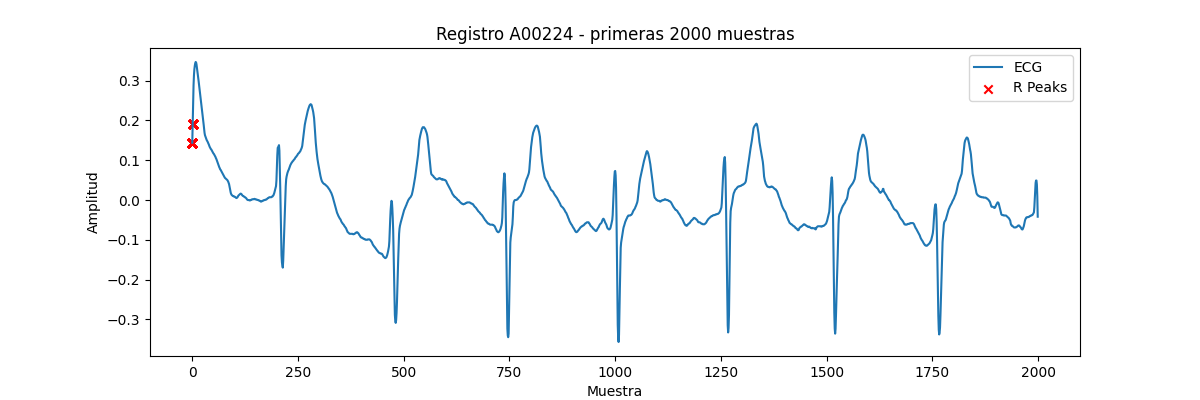 Registro A00224 - primeras 2000 muestras
ECG
R Peaks
Amplitud
0.3
0.2
0.1
0.0
−0.1
−0.2
−0.3
0 250 500 750 1000 1250 1500 1750 2000
Muestra